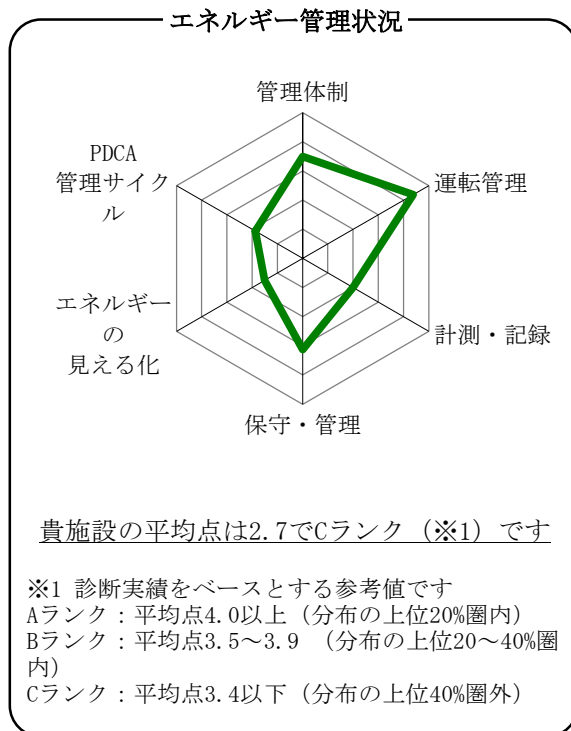 エネルギー管理状況
管理体制
PDCA
管理サイク
ル
運転管理
エネルギー
の
見える化
計測・記録
保守・管理
貴施設の平均点は2.7でCランク（※1）です
※1 診断実績をベースとする参考値です
Aランク：平均点4.0以上（分布の上位20%圏内）
Bランク：平均点3.5～3.9 （分布の上位20～40%圏
内）
Cランク：平均点3.4以下（分布の上位40%圏外）